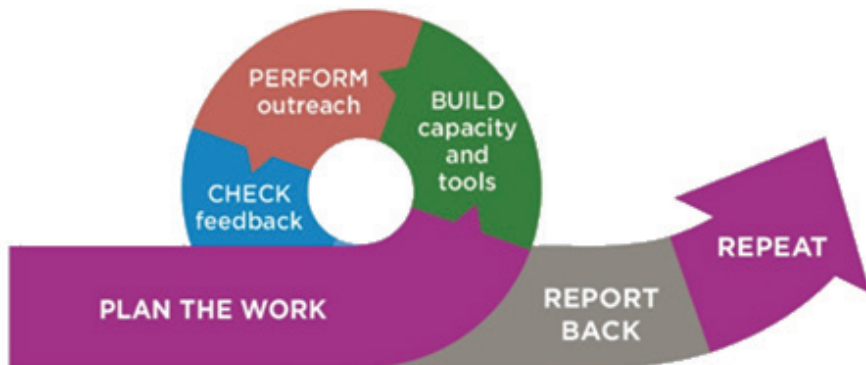 PERFORM
outreach
BUILD
capacity
and
tools
CHECK
feedback
PLAN THE WORK
REPORT
BACK
REPEAT